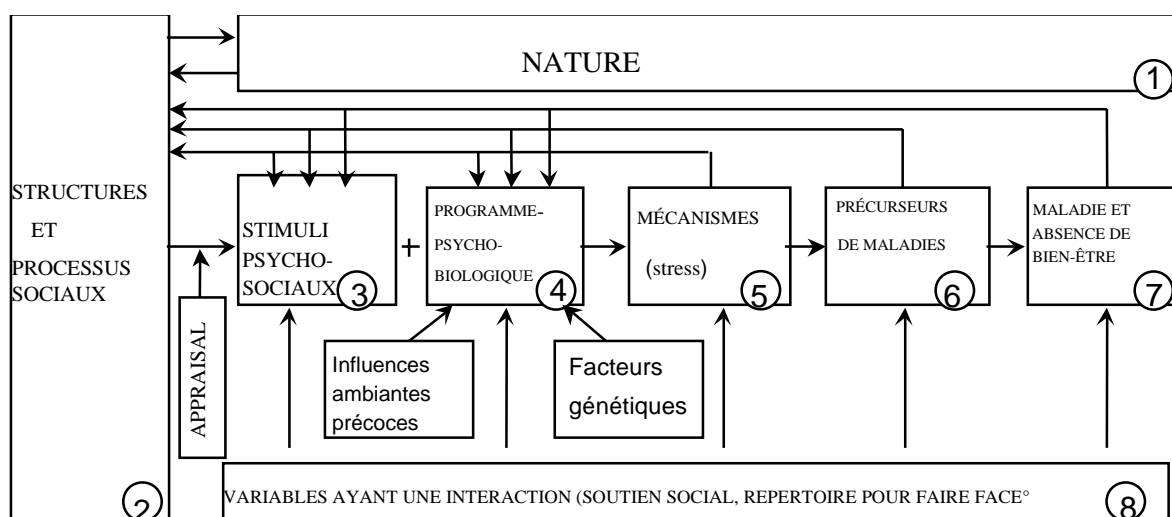 NATURE
1
STRUCTURES
ET
PROCESSUS
SOCIAUX
2
STIMULI
PSYCHO-
SOCIAUX
3
+
PROGRAMME-
PSYCHO-
BIOLOGIQUE
4
MÉCANISMES
(stress)
5
PRÉCURSEURS
DE MALADIES
6
MALADIE ET
ABSENCE DE
BIEN-ÊTRE
7
APPRAISAL
Influences
ambiantes
précoces
Facteurs
génétiques
VARIABLES AYANT UNE INTERACTION (SOUTIEN SOCIAL, REPERTOIRE POUR FAIRE FACE°
8